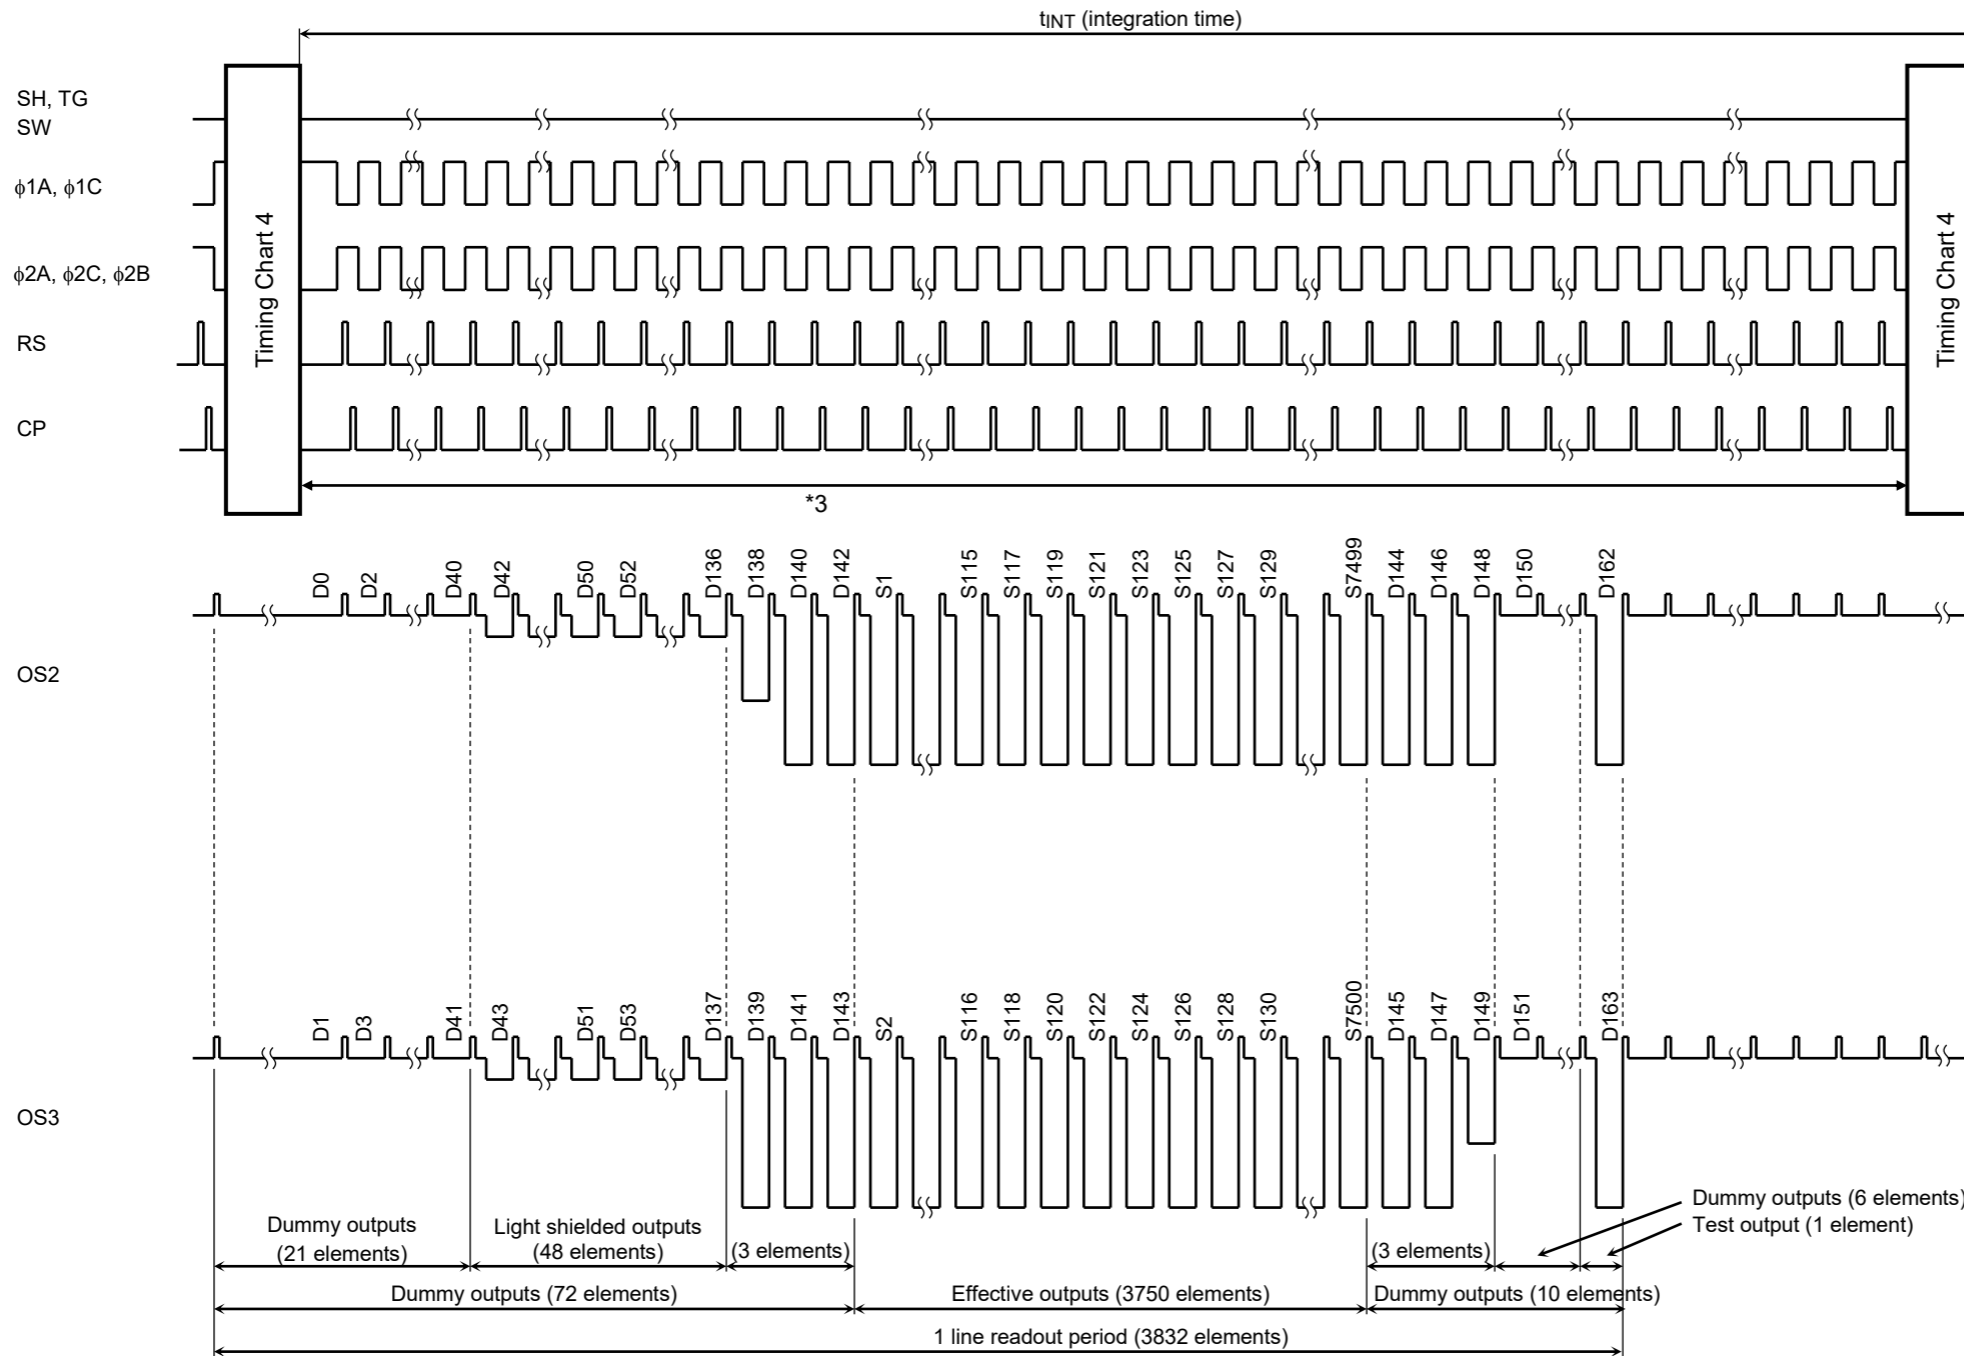 tINT (integration time)
SH, TG
SW
ϕ1A, ϕ1C
ϕ2A, ϕ2C, ϕ2B
RS
CP
Timing Chart 4
Timing Chart 4
*3
D0 D2 D40 D42 D50 D52 D136 D138 D140 D142 S1 S115 S117 S119 S121 S123 S125 S127 S129 S7499 D144 D146 D148 D150 D162
OS2
D1 D3 D41 D43 D51 D53 D137 D139 D141 D143 S2 S116 S118 S120 S122 S124 S126 S128 S130 S7500 D145 D147 D149 D151 D163
OS3
Dummy outputs
(21 elements)
Light shielded outputs
(48 elements)
(3 elements)
(3 elements)
Dummy outputs (6 elements)
Test output (1 element)
Dummy outputs (72 elements)
Effective outputs (3750 elements)
Dummy outputs (10 elements)
1 line readout period (3832 elements)